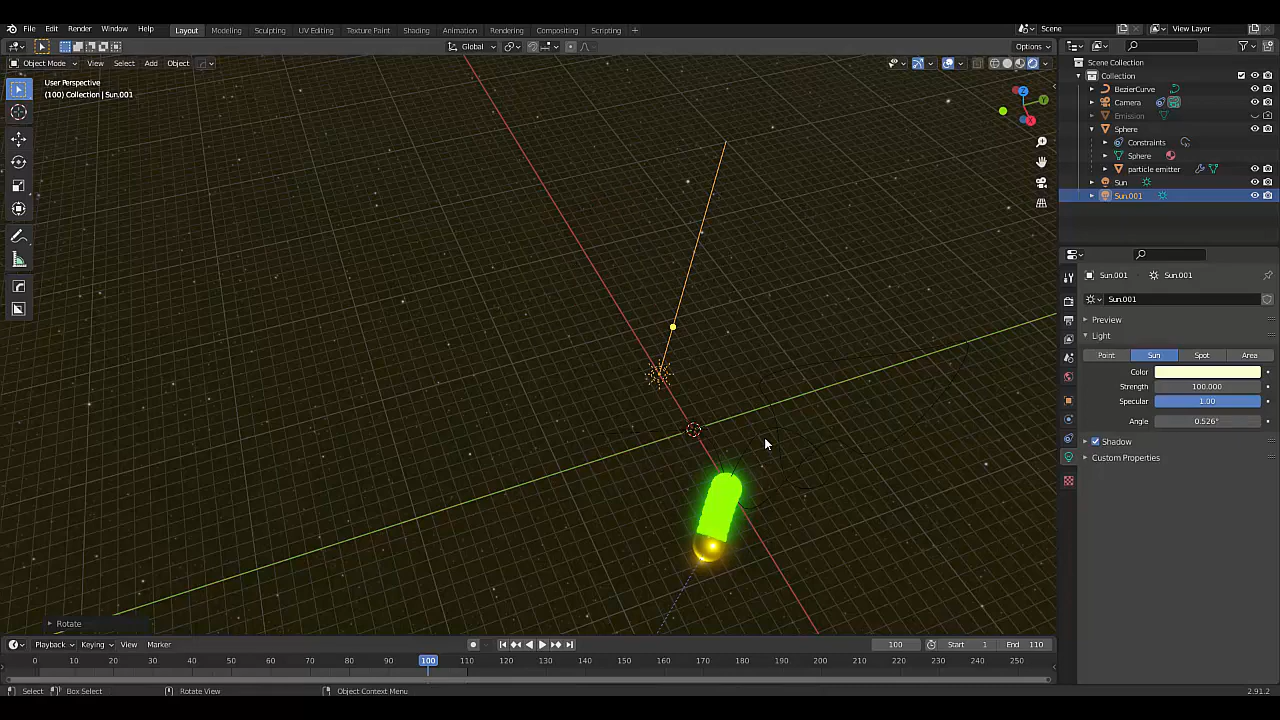 File Edit Render Window Help Layout Modeling Sculpting UV Editing Texture Paint Shading Animation Rendering Compositing Scripting + Scene View Layer
Global Options
Object Mode View Select Add Object
User Perspective
(100) Collection | Sun.001
Z
Y
X
Scene Collection
Collection
BezierCurve
Camera
Emission
Sphere
Constraints
Sphere
particle emitter
Sun
Sun.001
Sun.001 Sun.001
Sun.001
Preview
Light
Point Sun Spot Area
Color
Strength 100.000
Specular 1.00
Angle 0.526°
Shadow
Custom Properties
Rotate
Playback Keying View Marker 100 Start 1 End 110
0 10 20 30 40 50 60 70 80 90 100 110 120 130 140 150 160 170 180 190 200 210 220 230 240 250
Select Box Select Rotate View Object Context Menu 2.91.2